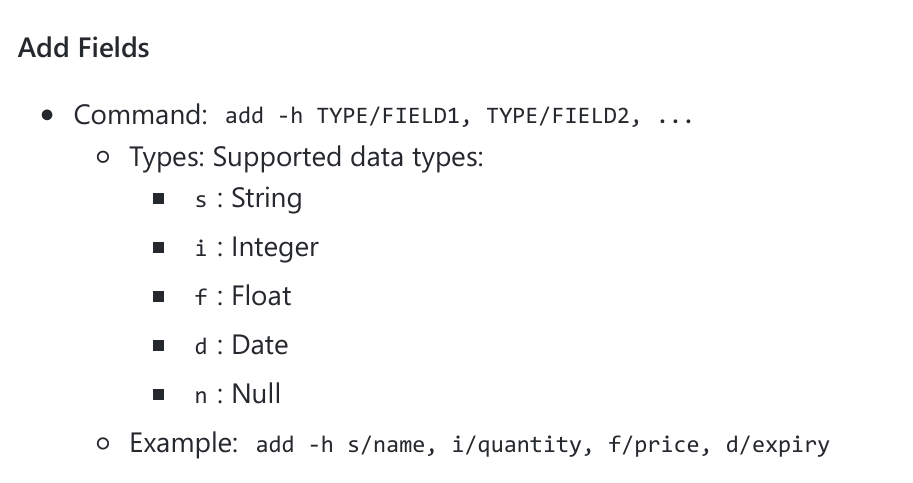 Add Fields
Command: add -h TYPE/FIELD1, TYPE/FIELD2, ...
Types: Supported data types:
s : String
i : Integer
f : Float
d : Date
n : Null
Example: add -h s/name, i/quantity, f/price, d/expiry